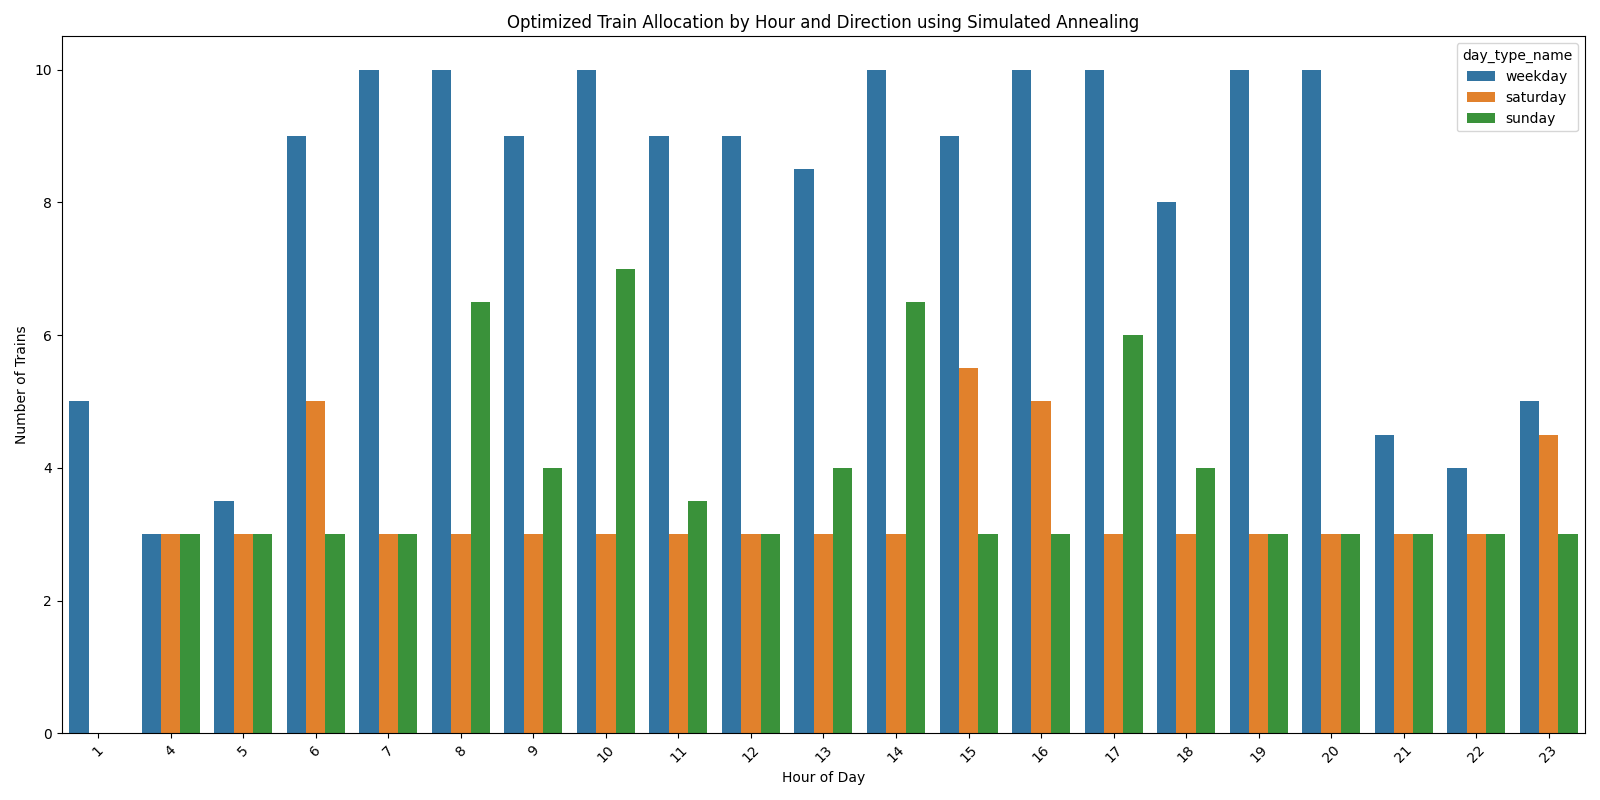 Optimized Train Allocation by Hour and Direction using Simulated Annealing
day_type_name
weekday
saturday
sunday
Number of Trains
10
8
6
4
2
0
1 4 5 6 7 8 9 10 11 12 13 14 15 16 17 18 19 20 21 22 23
Hour of Day